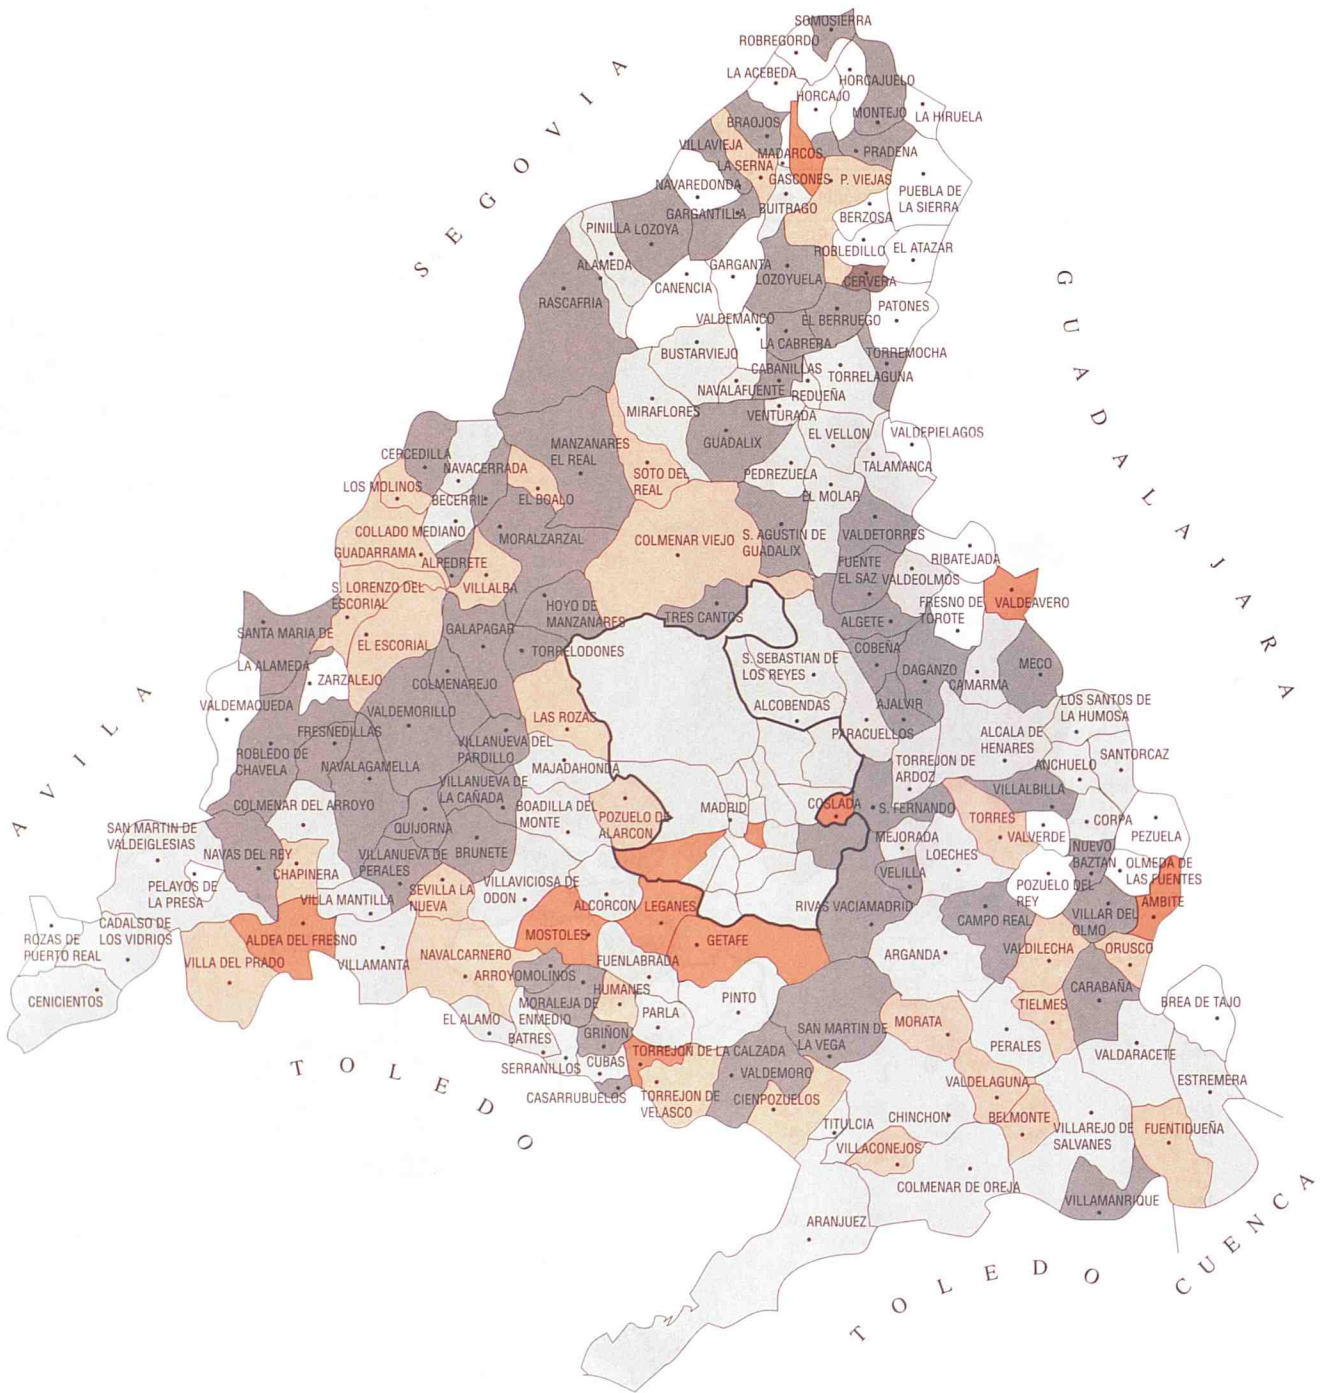 SOMOSIERRA
ROBREGORDO
LA ACEBEDA
HORCAJUELO
HORCAJO
MONTEJO
LA HIRUELA
BRAOJOS
VILLAVIEJA
MADARCOS
PRADENA
LA SERNA
GASCONES
P. VIEJAS
NAVAREDONDA
PUEBLA DE
LA SIERRA
GARGANTILLA
BUITRAGO
BERZOSA
PINILLA
LOZOYA
ROBLEDILLO
EL ATAZAR
ALAMEDA
GARGANTA
LOZOYUELA
CERVERA
CANENCIA
RASCAFRIA
PATONES
VALDEMANCO
EL BERRUEGO
LA CABRERA
BUSTARVIEJO
TORREMOCHA
CABANILLAS
TORRELAGUNA
NAVALAFUENTE
REDUEÑA
MIRAFLORES
VENTURADA
GUADALIX
EL VELLON
VALDEPIELAGOS
MANZANARES
EL REAL
CERCEDILLA
NAVACERRADA
SOTO DEL
REAL
PEDREZUELA
TALAMANCA
LOS MOLINOS
BECERRIL
EL BOALO
EL MOLAR
COLLADO MEDIANO
MORALZARZAL
COLMENAR VIEJO
S. AGUSTIN DE
GUADALIX
VALDETORRES
GUADARRAMA
ALPEDRETE
RIBATEJADA
FUENTE
EL SAZ
VALDEOLMOS
S. LORENZO DEL
ESCORIAL
VILLALBA
FRESNO DE
TOROTE
VALDEAVERO
HOYO DE
MANZANARES
TRES CANTOS
ALGETE
SANTA MARIA DE
LA ALAMEDA
EL ESCORIAL
GALAPAGAR
TORRELODONES
S. SEBASTIAN DE
LOS REYES
COBEÑA
DAGANZO
MECO
CAMARMA
ZARZALEJO
COLMENAREJO
VALDEMAQUEDA
VALDEMORILLO
LAS ROZAS
ALCOBENDAS
AJALVIR
LOS SANTOS DE
LA HUMOSA
FRESNEDILLAS
PARACUELLOS
ALCALA DE
HENARES
ROBLEDO DE
CHAVELA
NAVALAGAMELLA
VILLANUEVA DEL
PARDILLO
MAJADAHONDA
TORREJON DE
ARDOZ
ANCHUELO
SANTORCAZ
VILLANUEVA DE
LA CAÑADA
VILLALBILLA
COLMENAR DEL ARROYO
BOADILLA DEL
MONTE
POZUELO DE
ALARCON
MADRID
COSLADA
S. FERNANDO
TORRES
CORPA
PEZUELA
SAN MARTIN DE
VALDEIGLESIAS
QUIJORNA
MEJORADA
VALVERDE
NUEVO
BAZTAN
NAVAS DEL REY
VILLANUEVA DE
PERALES
BRUNETE
LOECHES
OLMEDA DE
LAS FUENTES
CHAPINERA
VELILLA
PELAYOS DE
LA PRESA
SEVILLA LA
NUEVA
VILLAVICIOSA DE
ODON
POZUELO DEL
REY
VILLA MANTILLA
ALCORCON
LEGANES
RIVAS VACIAMADRID
VILLAR DEL
OLMO
AMBITE
CAMPO REAL
CADALSO DE
LOS VIDRIOS
ROZAS DE
PUERTO REAL
ALDEA DEL FRESNO
MOSTOLES
GETAFE
VALDILECHA
ORUSCO
VILLA DEL PRADO
VILLAMANTA
NAVALCARNERO
FUENLABRADA
ARGANDA
ARROYOMOLINOS
CARABAÑA
CENICIENTOS
HUMANES
PINTO
MORALEJA DE
ENMEDIO
PARLA
TIELMES
BREA DE TAJO
EL ALAMO
MORATA
BATRES
GRIÑON
SAN MARTIN DE
LA VEGA
PERALES
VALDARACETE
TORREJON DE LA CALZADA
SERRANILLOS
CUBAS
VALDEMORO
VALDELAGUNA
ESTREMERA
CASARRUBUELOS
TORREJON DE
VELASCO
CIENPOZUELOS
CHINCHON
BELMONTE
TITULCIA
VILLAREJO DE
SALVANES
FUENTIDUEÑA
VILLACONEJOS
COLMENAR DE OREJA
VILLAMANRIQUE
ARANJUEZ
SEGOVIA
GUADALAJARA
AVILA
TOLEDO
TOLEDO
CUENCA